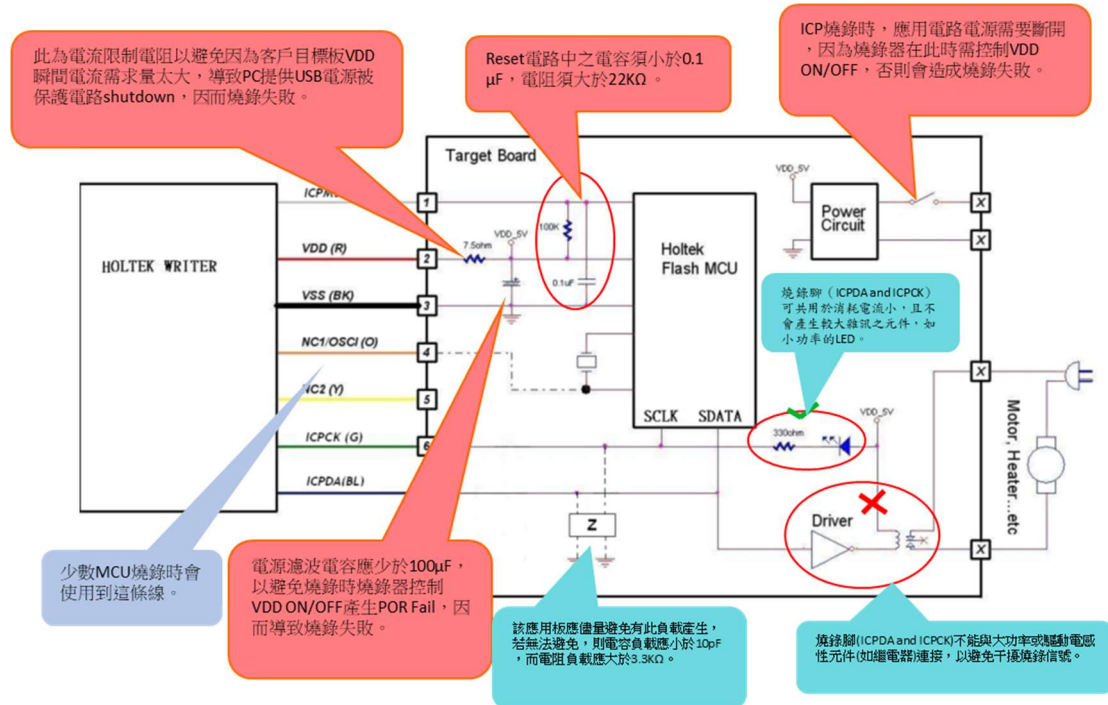 此為電流限制電阻以避免因為客戶目標板VDD
瞬間電流需求量太大，導致PC提供USB電源被
保護電路shutdown，因而燒錄失敗。
Reset電路中之電容須小於0.1
μF，電阻須大於22KΩ。
ICP燒錄時，應用電路電源需要斷開
，因為燒錄器在此時需控制VDD
ON/OFF，否則會造成燒錄失敗。
Target Board
HOLTEK WRITER
VDD (R)
VSS (BK)
NC1/OSCI (O)
NC2 (Y)
ICPCK (G)
ICPDA(BL)
1
2
3
4
5
6
7.5ohm
VDD_5V
100K
0.1uF
Holtek
Flash MCU
SCLK SDATA
VDD_5V
Power
Circuit
X
X
X
X
燒錄腳（ICPDA and ICPCK）
可共用於消耗電流小，且不
會產生較大雜訊之元件，如
小功率的LED。
330ohm
VDD_5V
Driver
Motor, Heater...etc
Z
少數MCU燒錄時會
使用到這條線。
電源濾波電容應少於100μF，
以避免燒錄時燒錄器控制
VDD ON/OFF產生POR Fail，因
而導致燒錄失敗。
該應用板應儘量避免有此負載產生，
若無法避免，則電容負載應小於10pF
，而電阻負載應大於3.3KΩ。
燒錄腳(ICPDA and ICPCK)不能與大功率或驅動電感
性元件(如繼電器)連接，以避免干擾燒錄信號。